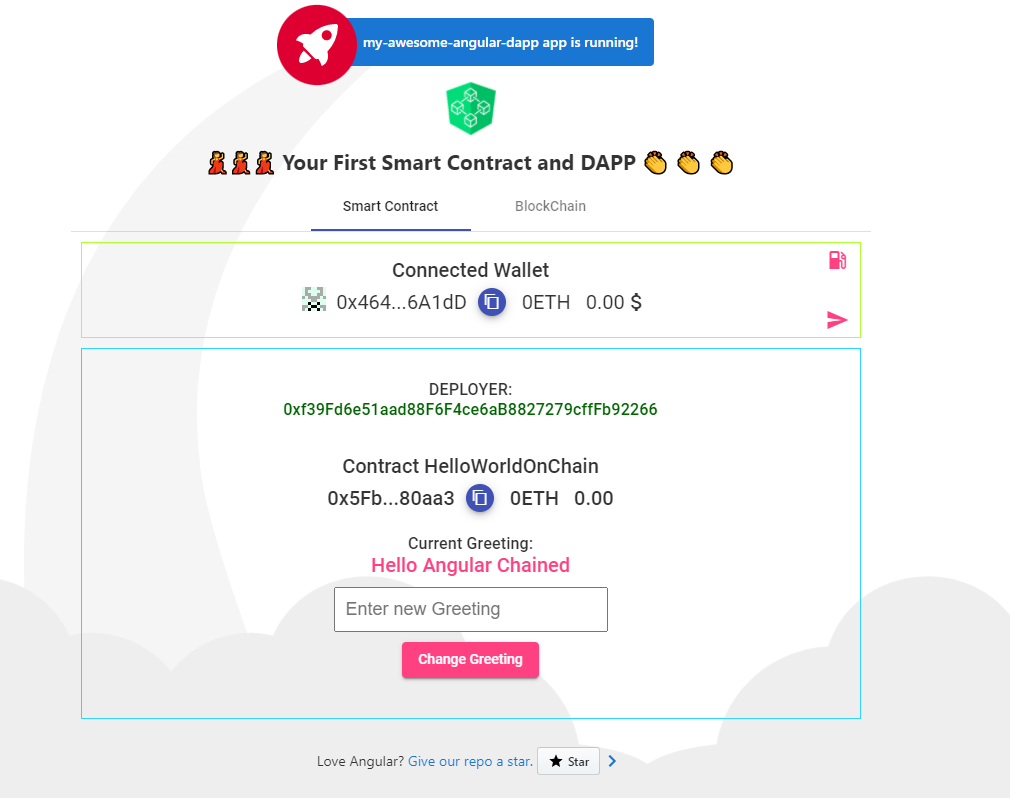 my-awesome-angular-dapp app is running!
💃💃💃 Your First Smart Contract and DAPP 👏 👏 👏
Smart Contract BlockChain
Connected Wallet
0x464...6A1dD 0ETH 0.00 $
DEPLOYER:
0xf39Fd6e51aad88F6F4ce6aB8827279cffFb92266
Contract HelloWorldOnChain
0x5Fb...80aa3 0ETH 0.00
Current Greeting:
Hello Angular Chained
Enter new Greeting
Change Greeting
Love Angular? Give our repo a star. Star